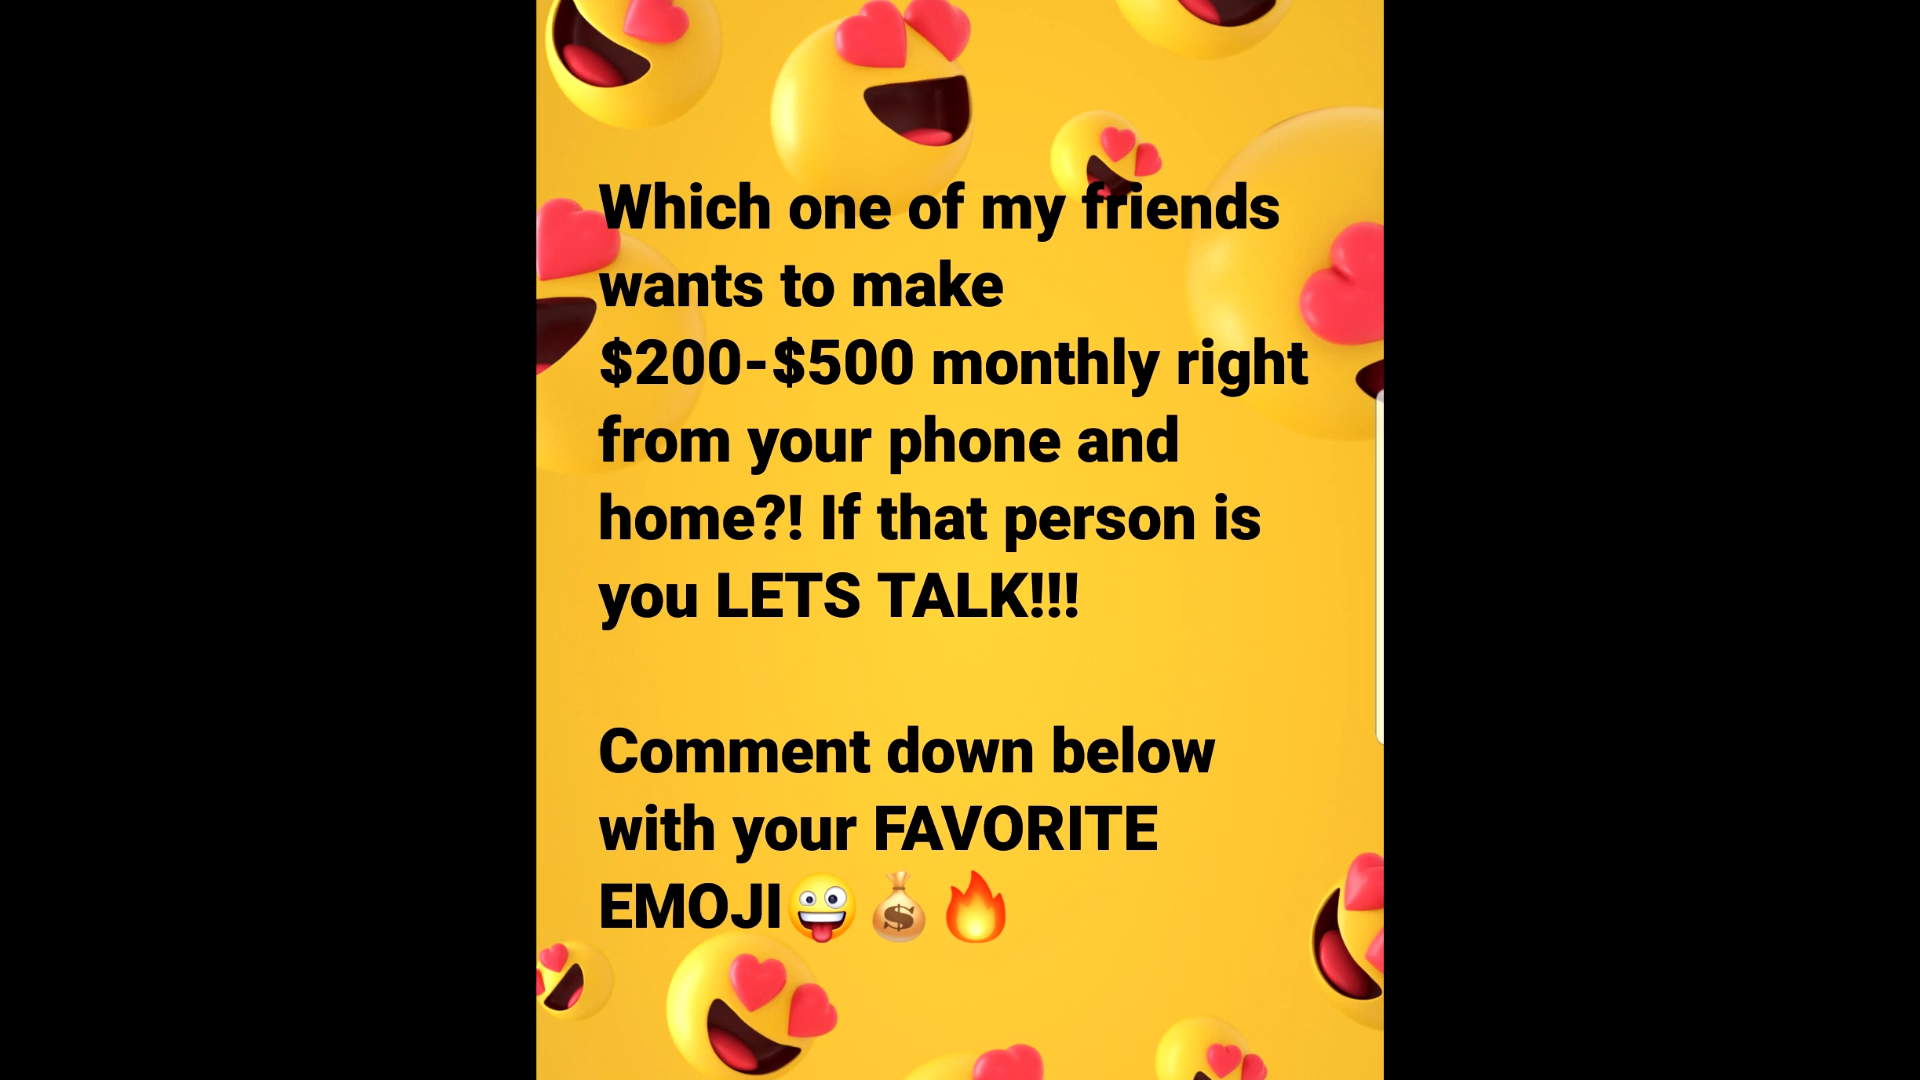 Which one of my friends
wants to make
$200-$500 monthly right
from your phone and
home?! If that person is
you LETS TALK!!!
Comment down below
with your FAVORITE
EMOJI🤪💰🔥